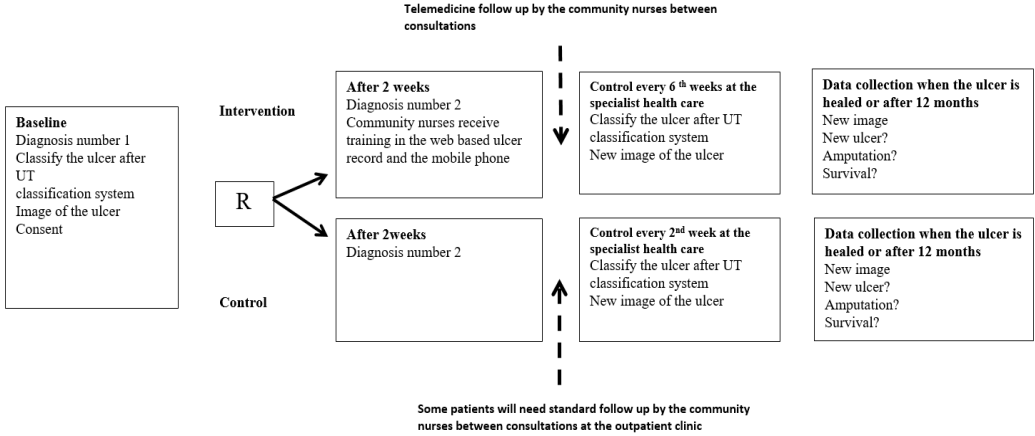 Telemedicine follow up by the community nurses between
consultations
Baseline
Diagnosis number 1
Classify the ulcer after
UT
classification system
Image of the ulcer
Consent
Intervention
R
Control
After 2 weeks
Diagnosis number 2
Community nurses receive
training in the web based ulcer
record and the mobile phone
Control every 6 th weeks at the
specialist health care
Classify the ulcer after UT
classification system
New image of the ulcer
Data collection when the ulcer is
healed or after 12 months
New image
New ulcer?
Amputation?
Survival?
After 2weeks
Diagnosis number 2
Control every 2nd week at the
specialist health care
Classify the ulcer after UT
classification system
New image of the ulcer
Data collection when the ulcer is
healed or after 12 months
New image
New ulcer?
Amputation?
Survival?
Some patients will need standard follow up by the community
nurses between consultations at the outpatient clinic